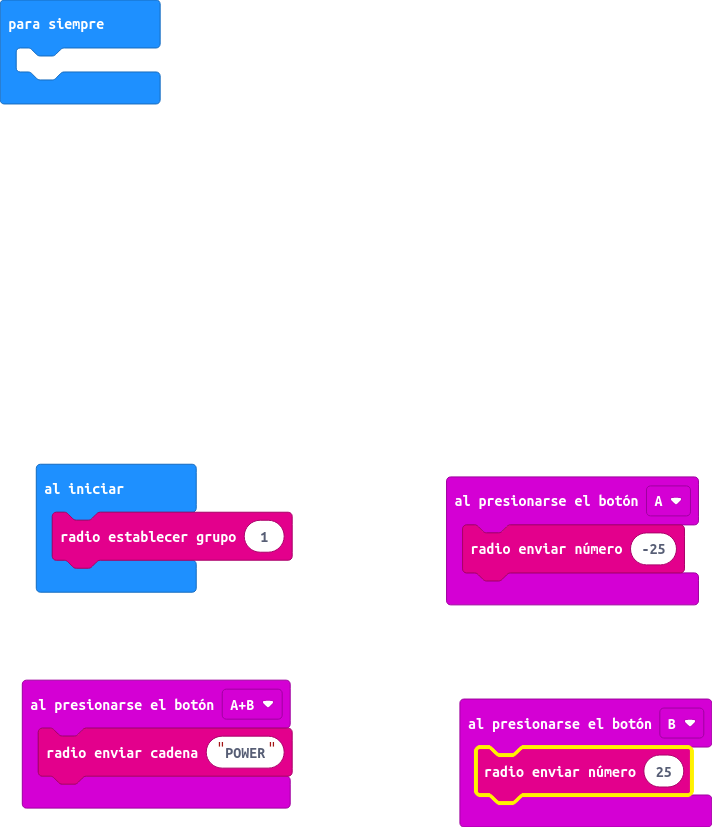 para siempre
al iniciar
radio establecer grupo 1
al presionarse el botón A
radio enviar número -25
al presionarse el botón A+B
radio enviar cadena "POWER"
al presionarse el botón B
radio enviar número 25